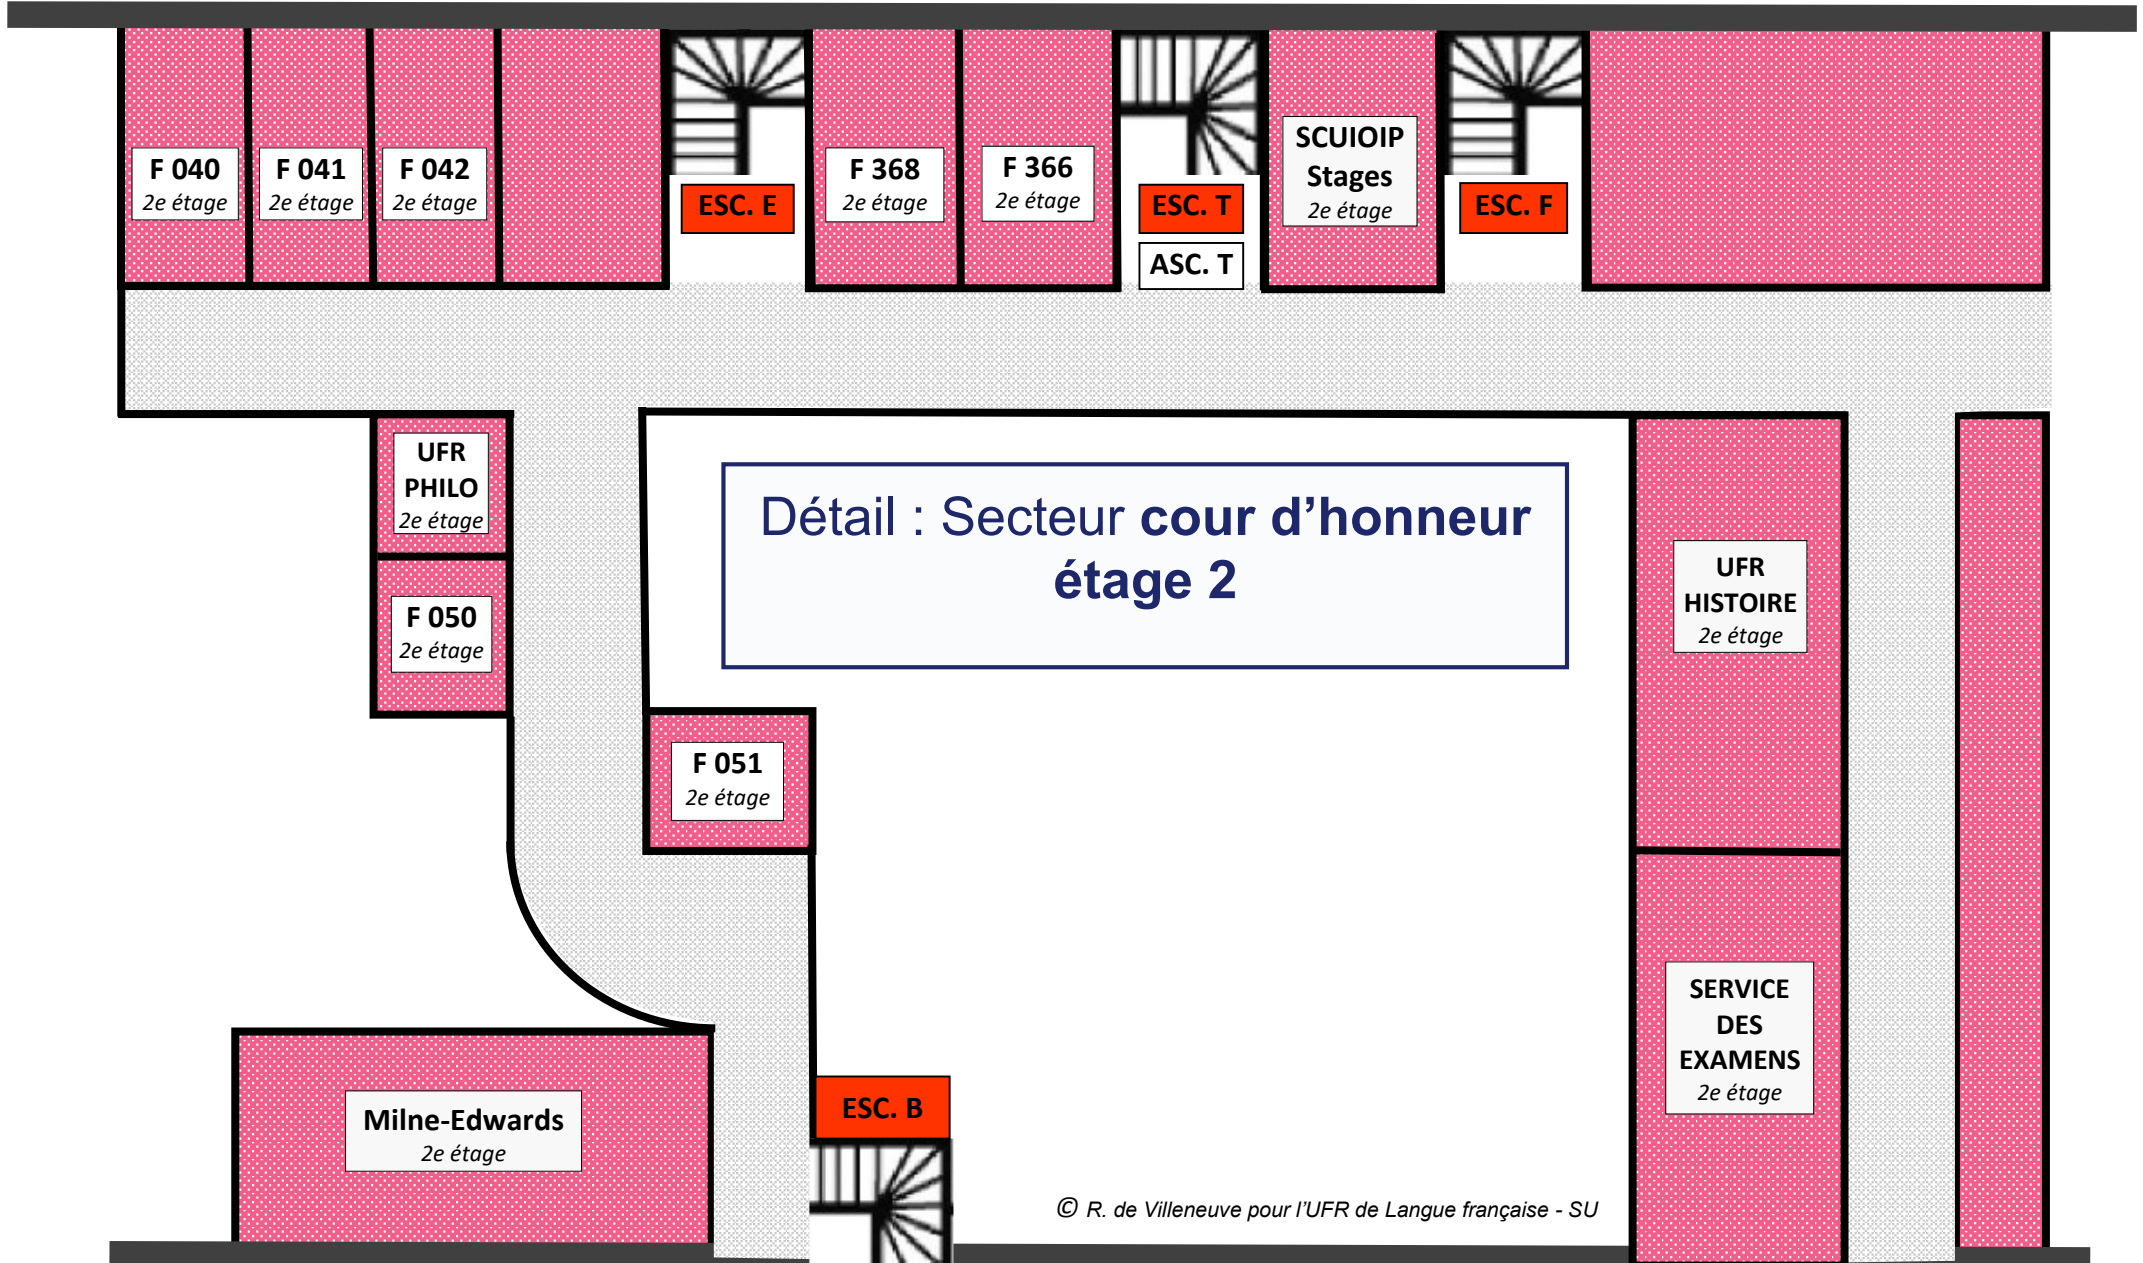 F 040
2e étage
F 041
2e étage
F 042
2e étage
ESC. E
F 368
2e étage
F 366
2e étage
ESC. T
ASC. T
SCUIOIP
Stages
2e étage
ESC. F
UFR
PHILO
2e étage
F 050
2e étage
Détail : Secteur cour d’honneur
étage 2
UFR
HISTOIRE
2e étage
F 051
2e étage
SERVICE
DES
EXAMENS
2e étage
Milne-Edwards
2e étage
ESC. B
© R. de Villeneuve pour l’UFR de Langue française - SU